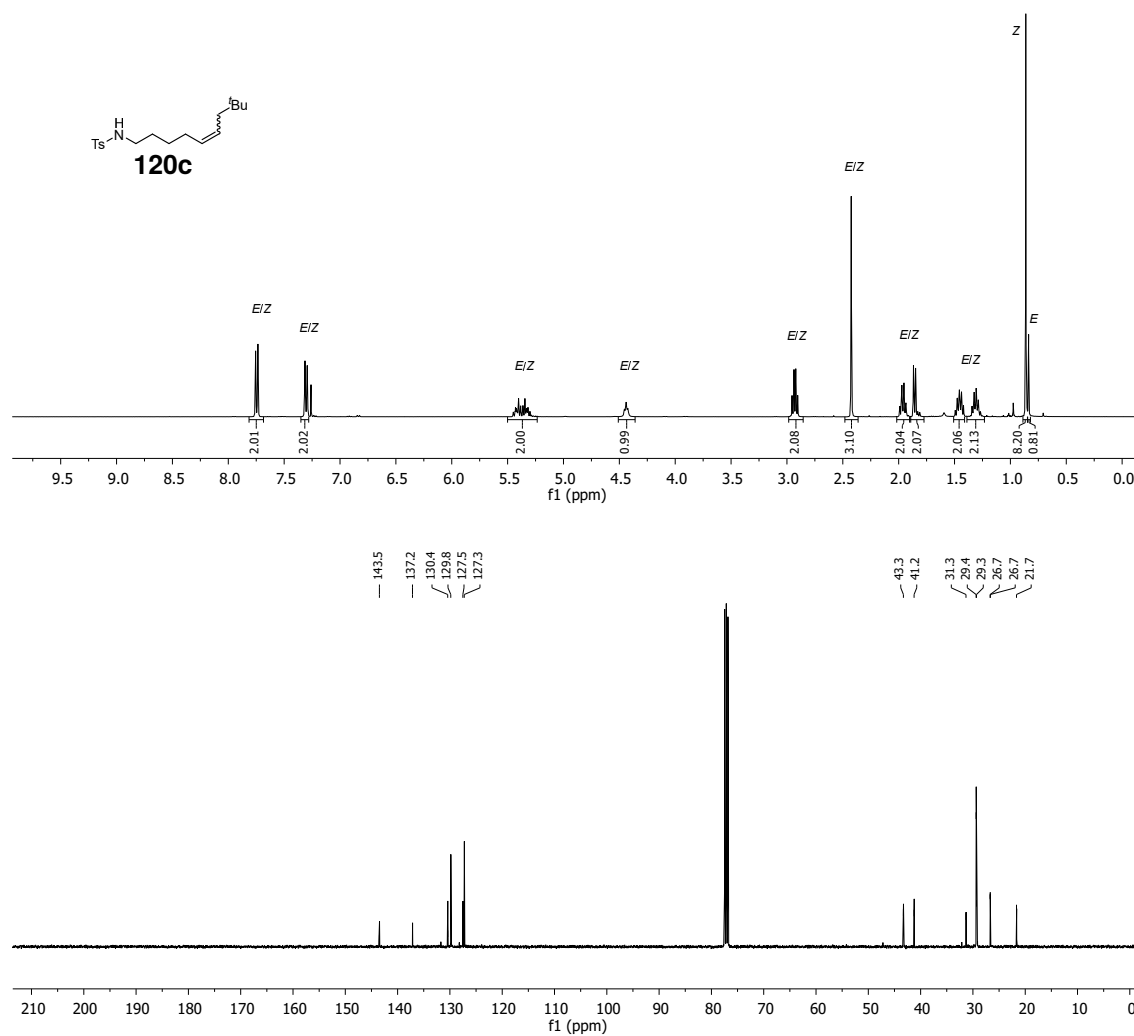 Z
tBu
H
N
Ts
120c
E/Z
E/Z
E/Z
E/Z
E/Z
E/Z
E/Z
E/Z
E
2.01
2.02
2.00
0.99
2.08
3.10
2.04
2.07
2.06
2.13
8.20
0.81
9.5 9.0 8.5 8.0 7.5 7.0 6.5 6.0 5.5 5.0 4.5 4.0 3.5 3.0 2.5 2.0 1.5 1.0 0.5 0.0
f1 (ppm)
143.5
137.2
130.4
129.8
127.5
127.3
43.3
41.2
31.3
29.4
29.3
26.7
26.7
21.7
210 200 190 180 170 160 150 140 130 120 110 100 90 80 70 60 50 40 30 20 10 0
f1 (ppm)